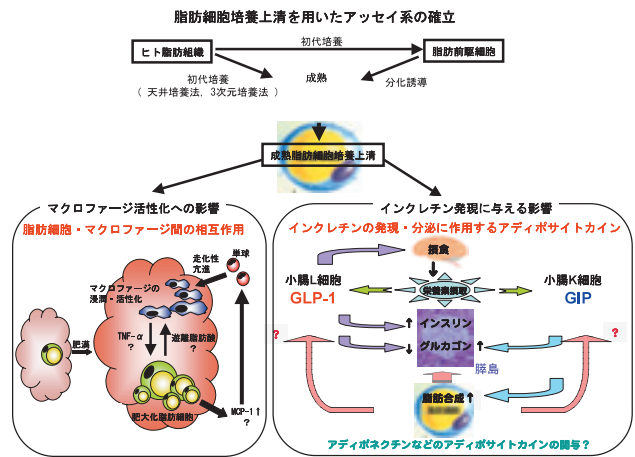 脂肪細胞培養上清を用いたアッセイ系の確立
初代培養
ヒト脂肪組織
脂肪前駆細胞
初代培養
（ 天井培養法, 3次元培養法 ）
成熟
分化誘導
成熟脂肪細胞培養上清
マクロファージ活性化への影響
脂肪細胞・マクロファージ間の相互作用
走化性
亢進
単球
マクロファージの
浸潤・活性化
TNF-α
?
遊離脂肪酸
?
肥満
肥大化脂肪細胞
MCP-1↑
?
インクレチン発現に与える影響
インクレチンの発現・分泌に作用するアディポサイトカイン
摂食
小腸L細胞
GLP-1
栄養素摂取
小腸K細胞
GIP
?
?
↑ インスリン
↓ グルカゴン ↑
膵島
脂肪合成 ↑
アディポネクチンなどのアディポサイトカインの関与？